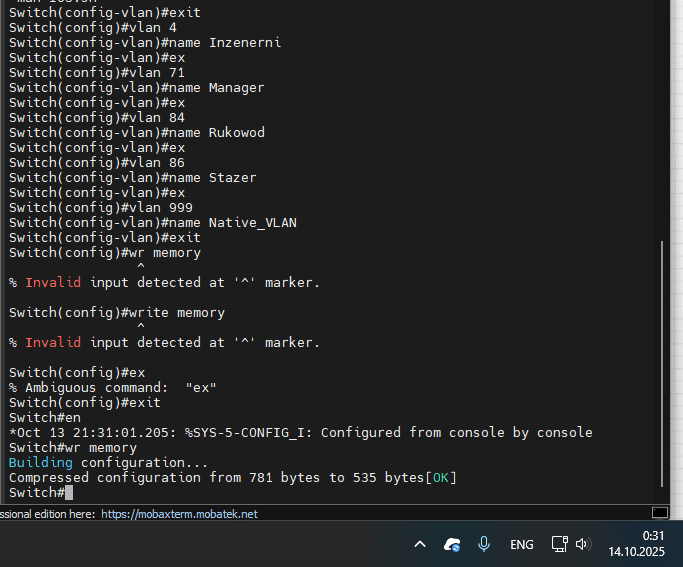 Switch(config-vlan)#exit
Switch(config)#vlan 4
Switch(config-vlan)#name Inzenerni
Switch(config-vlan)#ex
Switch(config)#vlan 71
Switch(config-vlan)#name Manager
Switch(config-vlan)#ex
Switch(config)#vlan 84
Switch(config-vlan)#name Rukowod
Switch(config-vlan)#ex
Switch(config)#vlan 86
Switch(config-vlan)#name Stazer
Switch(config-vlan)#ex
Switch(config)#vlan 999
Switch(config-vlan)#name Native_VLAN
Switch(config-vlan)#exit
Switch(config)#wr memory
^
% Invalid input detected at '^' marker.
Switch(config)#write memory
^
% Invalid input detected at '^' marker.
Switch(config)#ex
% Ambiguous command:  "ex"
Switch(config)#exit
Switch#en
*Oct 13 21:31:01.205: %SYS-5-CONFIG_I: Configured from console by console
Switch#wr memory
Building configuration...
Compressed configuration from 781 bytes to 535 bytes[OK]
Switch#
ssional edition here: https://mobaxterm.mobatek.net
ENG
0:31
14.10.2025